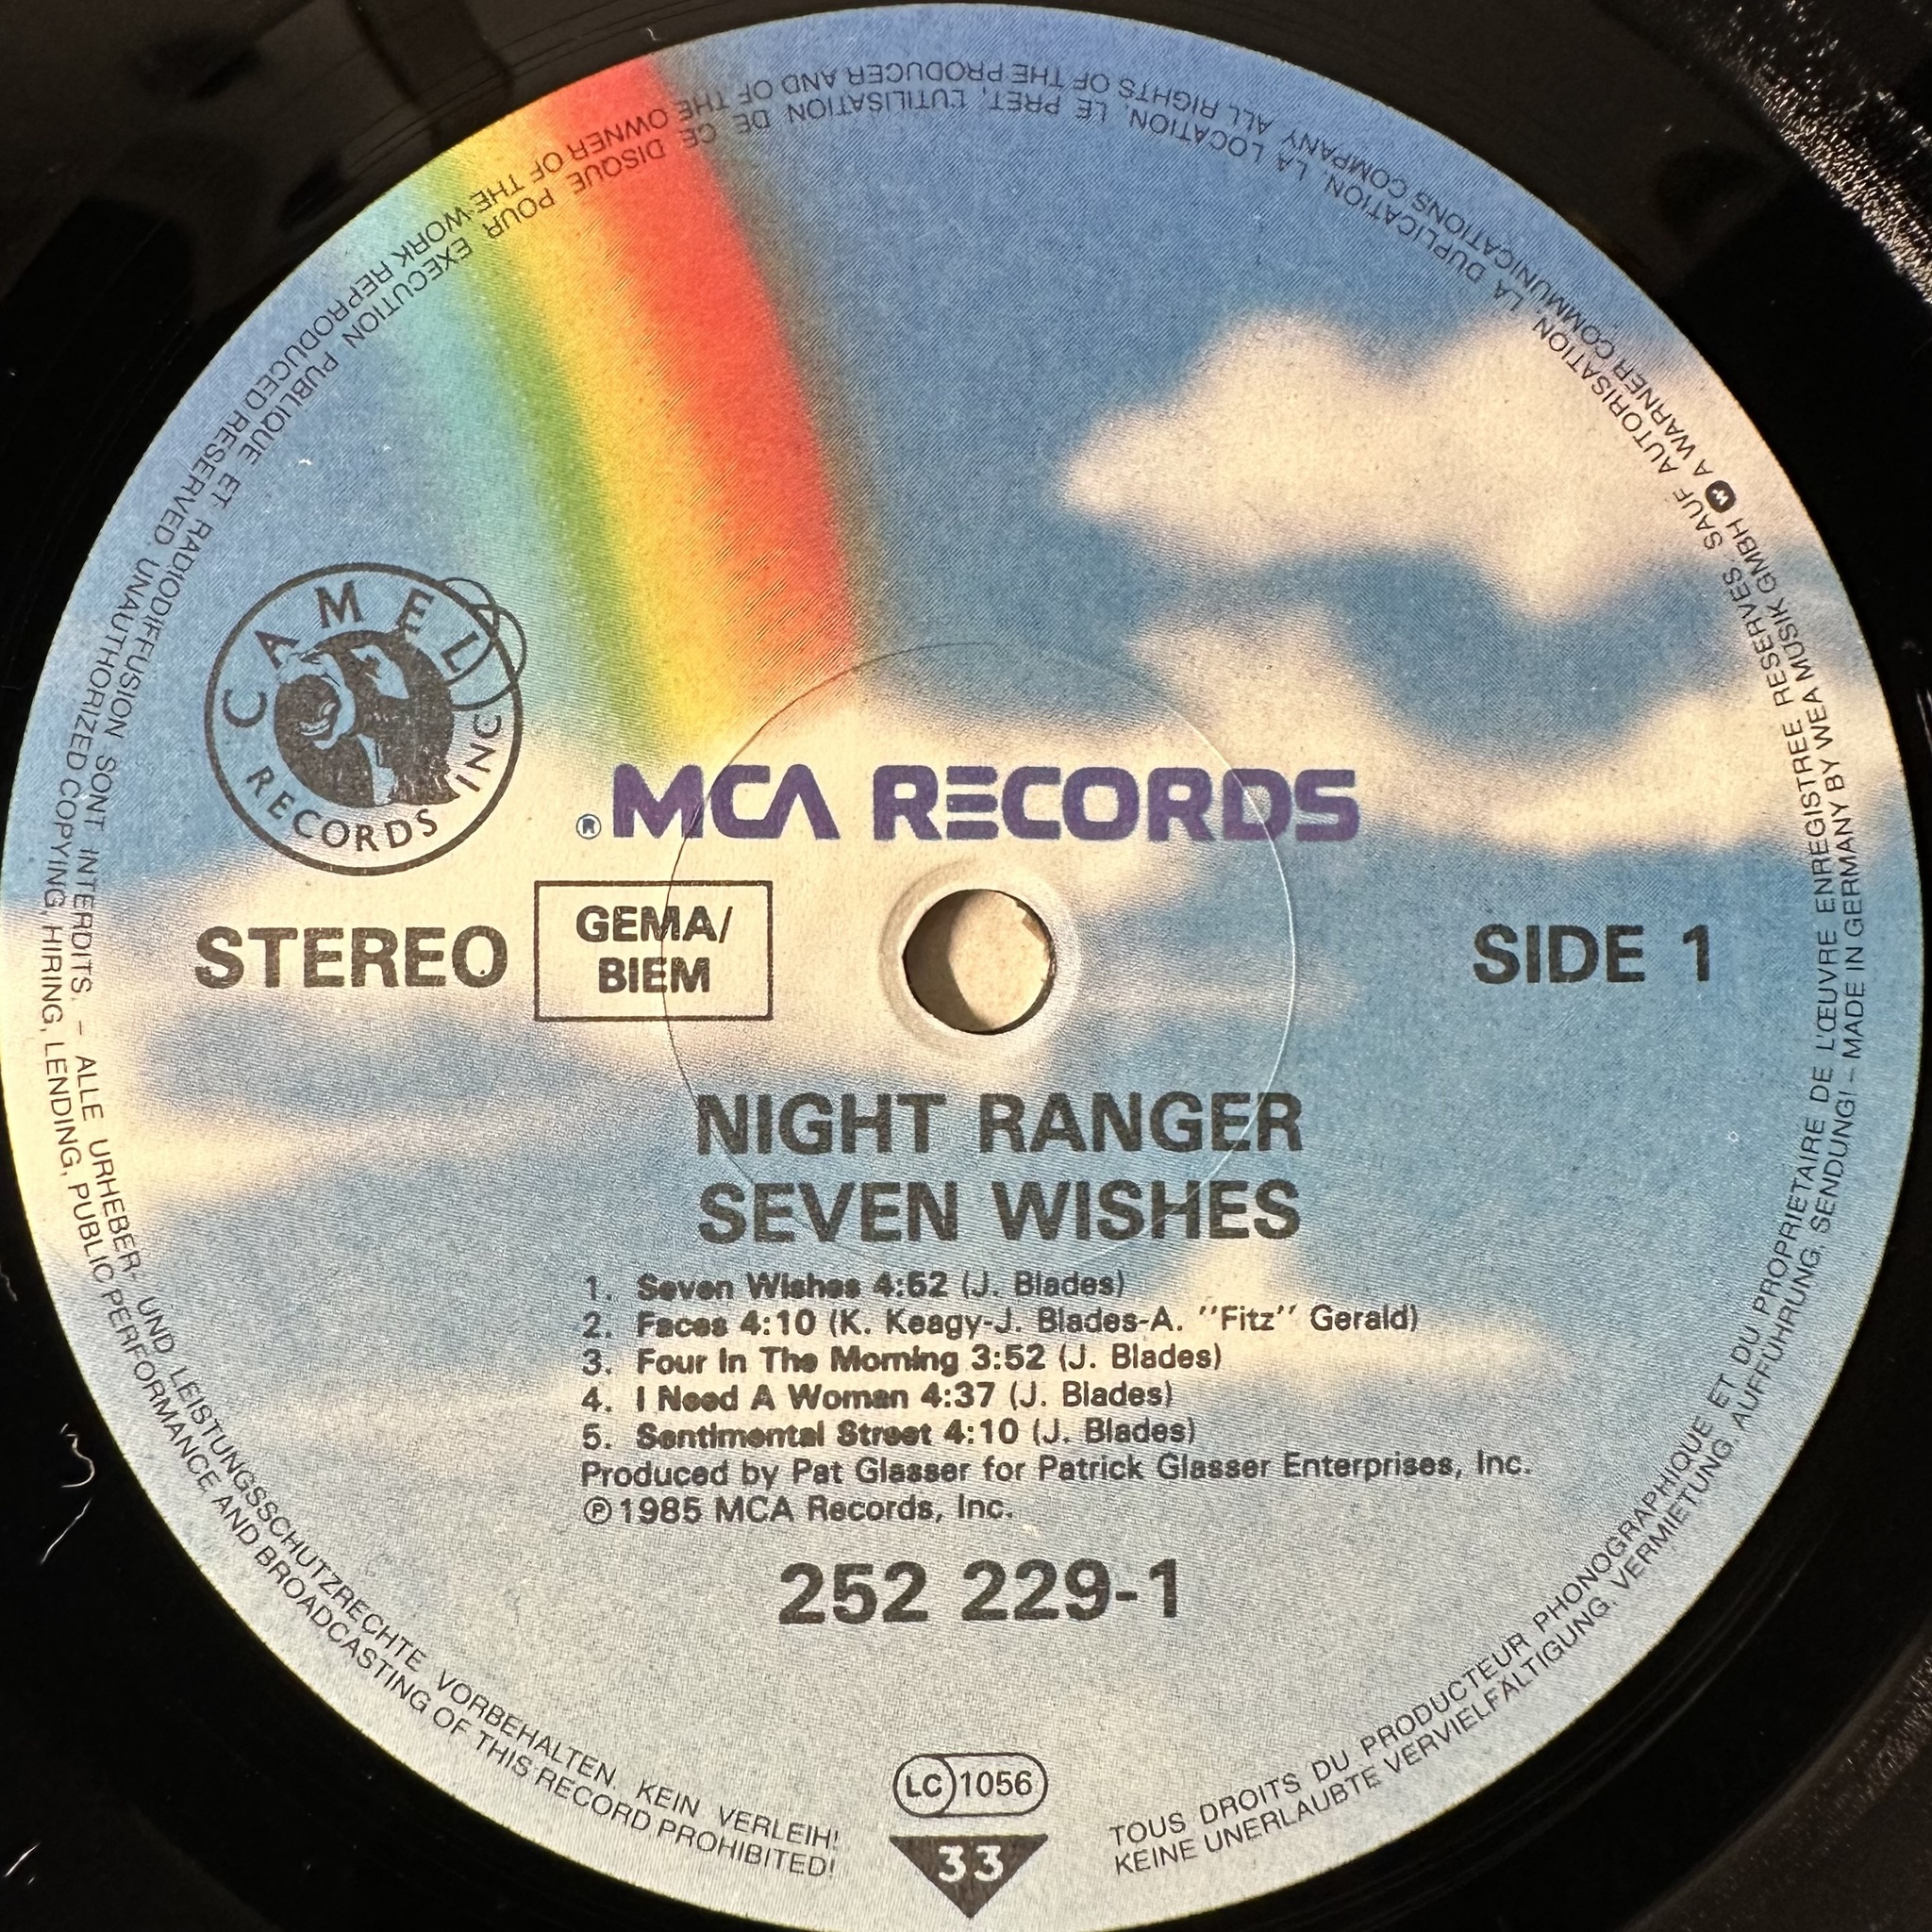 CAMEL
RECORDS INC
® MCA RECORDS
STEREO
GEMA/
BIEM
SIDE 1
NIGHT RANGER
SEVEN WISHES
1. Seven Wishes 4:52 (J. Blades)
2. Faces 4:10 (K. Keagy-J. Blades-A. ''Fitz'' Gerald)
3. Four In The Morning 3:52 (J. Blades)
4. I Need A Woman 4:37 (J. Blades)
5. Sentimental Street 4:10 (J. Blades)
Produced by Pat Glasser for Patrick Glasser Enterprises, Inc.
℗ 1985 MCA Records, Inc.
252 229-1
LC 1056
33
TOUS DROITS DU PRODUCTEUR PHONOGRAPHIQUE ET DU PROPRIETAIRE DE L'ŒUVRE ENREGISTREE RESERVES SAUF AUTORISATION, LA DUPLICATION, LA LOCATION, LE PRET, L'UTILISATION DE CE DISQUE POUR EXECUTION PUBLIQUE ET RADIODIFFUSION SONT INTERDITS. – ALLE URHEBER- UND LEISTUNGSSCHUTZRECHTE VORBEHALTEN. KEIN VERLEIH!
KEINE UNERLAUBTE VERVIELFÄLTIGUNG, VERMIETUNG, AUFFÜHRUNG, SENDUNG! – MADE IN GERMANY BY WEA MUSIK GMBH A WARNER COMMUNICATIONS COMPANY ALL RIGHTS OF THE PRODUCER AND OF THE OWNER OF THE WORK REPRODUCED RESERVED UNAUTHORIZED COPYING, HIRING, LENDING, PUBLIC PERFORMANCE AND BROADCASTING OF THIS RECORD PROHIBITED!